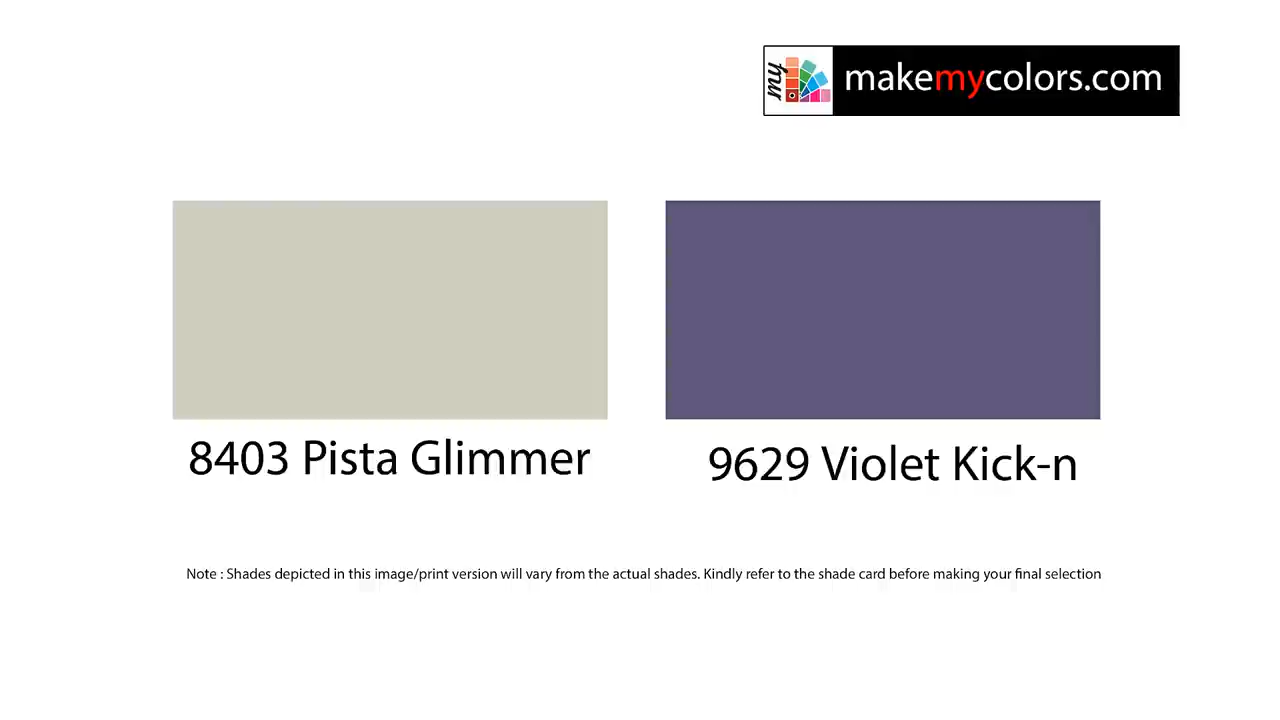 my
makemycolors.com
8403 Pista Glimmer
9629 Violet Kick-n
Note : Shades depicted in this image/print version will vary from the actual shades. Kindly refer to the shade card before making your final selection